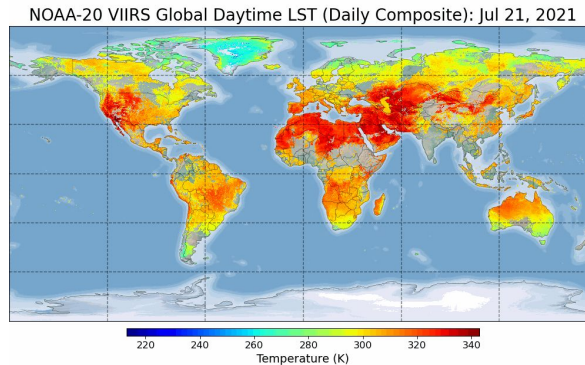 NOAA-20 VIIRS Global Daytime LST (Daily Composite): Jul 21, 2021
220 240 260 280 300 320 340
Temperature (K)